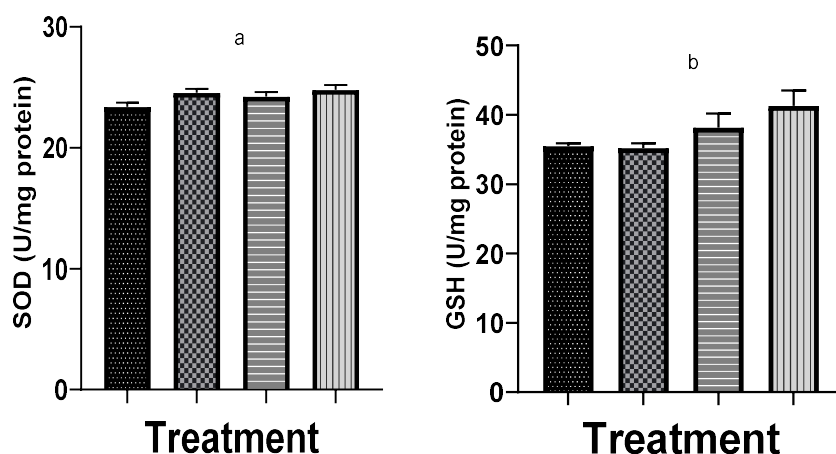 a
SOD (U/mg protein)
30
20
10
0
Treatment
b
GSH (U/mg protein)
50
40
30
20
10
0
Treatment